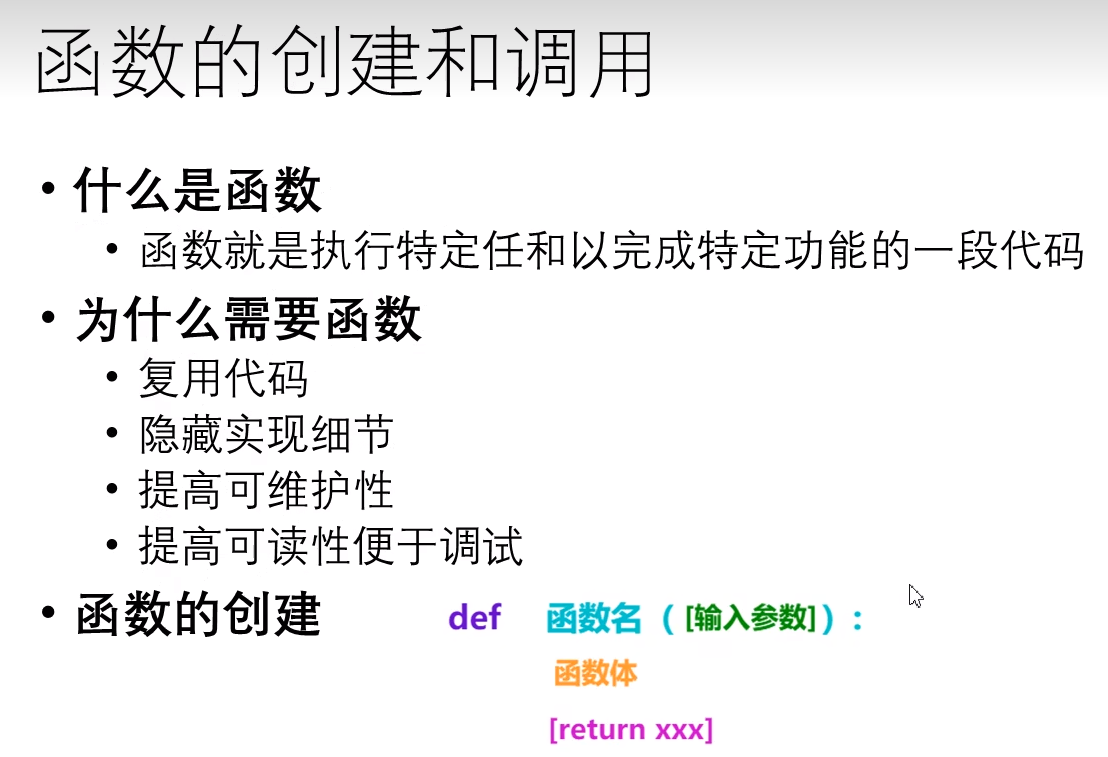 函数的创建和调用
• 什么是函数
• 函数就是执行特定任和以完成特定功能的一段代码
• 为什么需要函数
• 复用代码
• 隐藏实现细节
• 提高可维护性
• 提高可读性便于调试
• 函数的创建 def 函数名（[输入参数]）:
函数体
[return xxx]